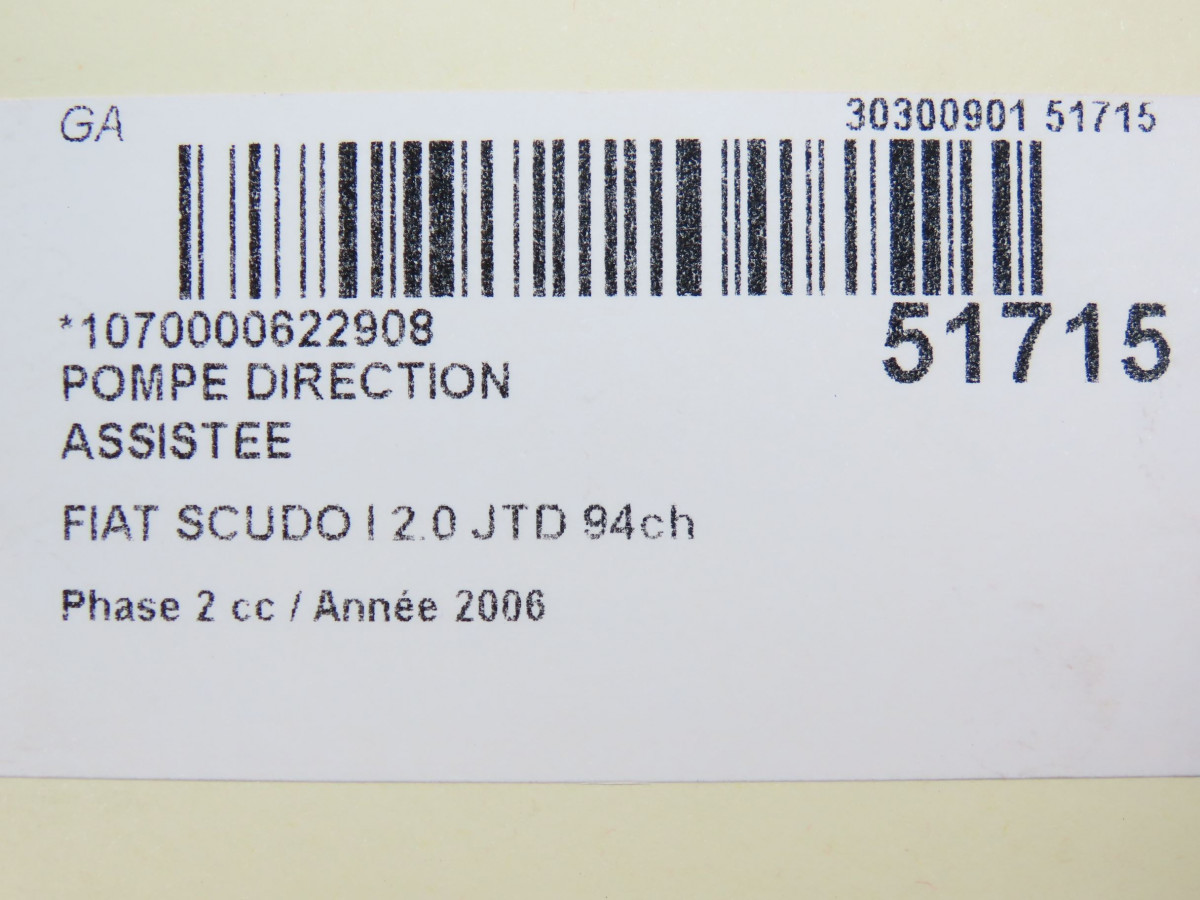 GA
30300901 51715
*1070000622908
51715
POMPE DIRECTION
ASSISTEE
FIAT SCUDO I 2.0 JTD 94ch
Phase 2 cc / Année 2006